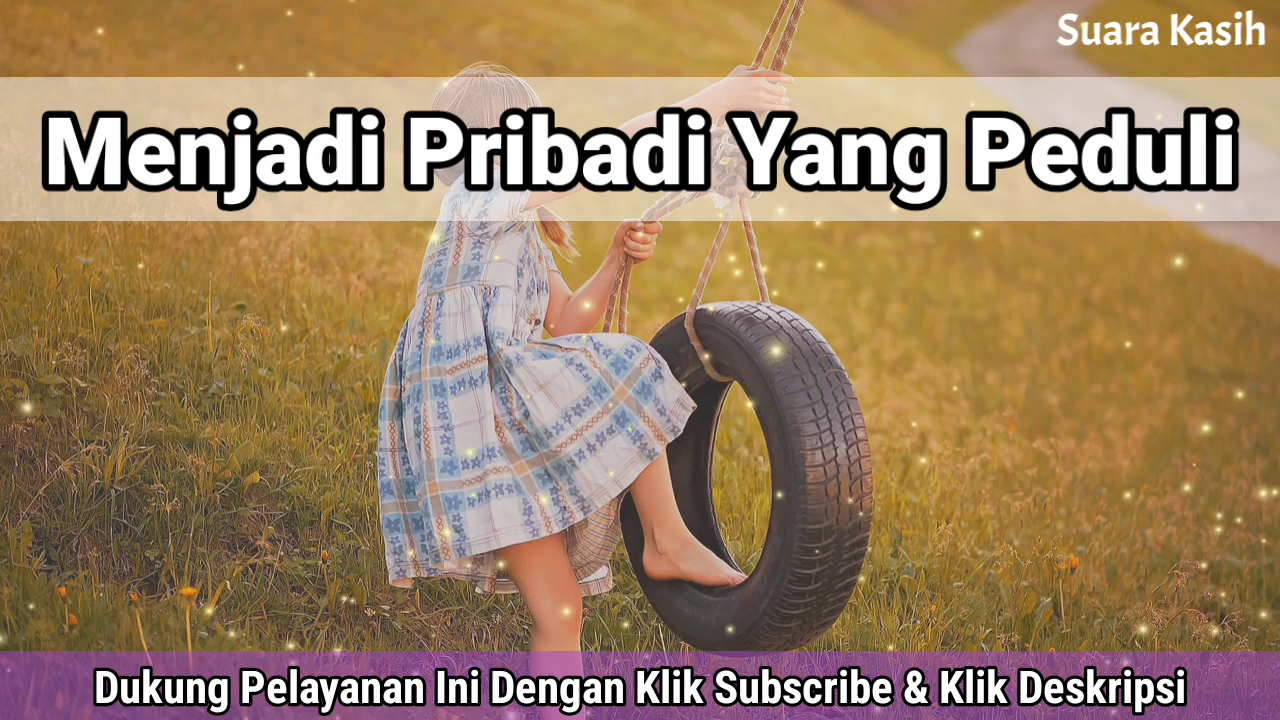 Suara Kasih
Menjadi Pribadi Yang Peduli
Dukung Pelayanan Ini Dengan Klik Subscribe & Klik Deskripsi